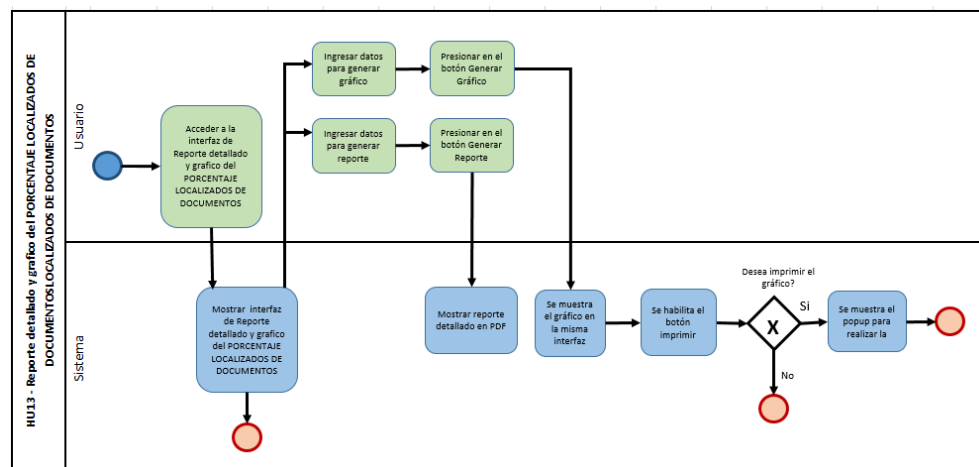 HU13 - Reporte detallado y grafico del PORCENTAJE LOCALIZADOS DE
DOCUMENTOSLOCALIZADOS DE DOCUMENTOS
Usuario
Acceder a la
interfaz de
Reporte detallado
y grafico del
PORCENTAJE
LOCALIZADOS DE
DOCUMENTOS
Ingresar datos
para generar
gráfico
Presionar en el
botón Generar
Gráfico
Ingresar datos
para generar
reporte
Presionar en el
botón Generar
Reporte
Sistema
Mostrar interfaz
de Reporte
detallado y grafico
del PORCENTAJE
LOCALIZADOS DE
DOCUMENTOS
Mostrar reporte
detallado en PDF
Se muestra
el gráfico en
la misma
interfaz
Se habilita el
botón
imprimir
Desea imprimir el
gráfico?
X
Si
No
Se muestra el
popup para
realizar la